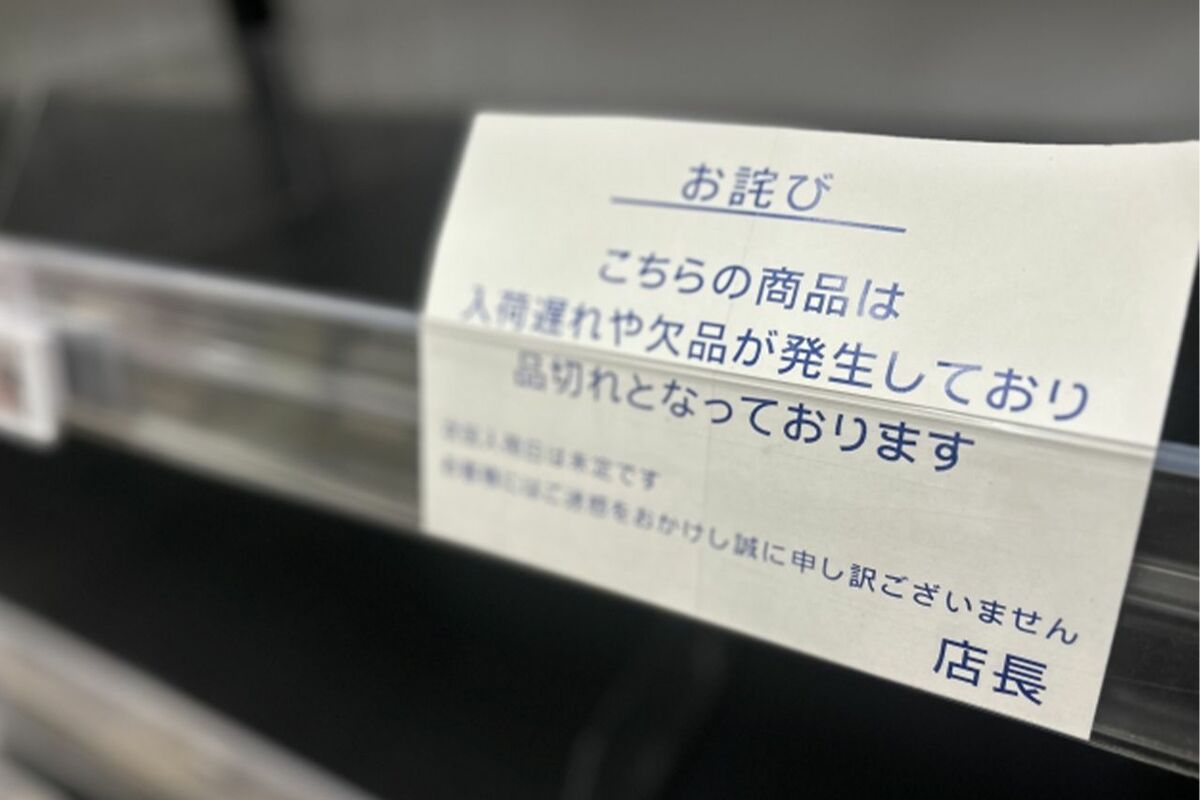 お詫び
こちらの商品は
入荷遅れや欠品が発生しており
品切れとなっております
入荷日は未定です
お客様にはご迷惑をおかけし誠に申し訳ございません
店長